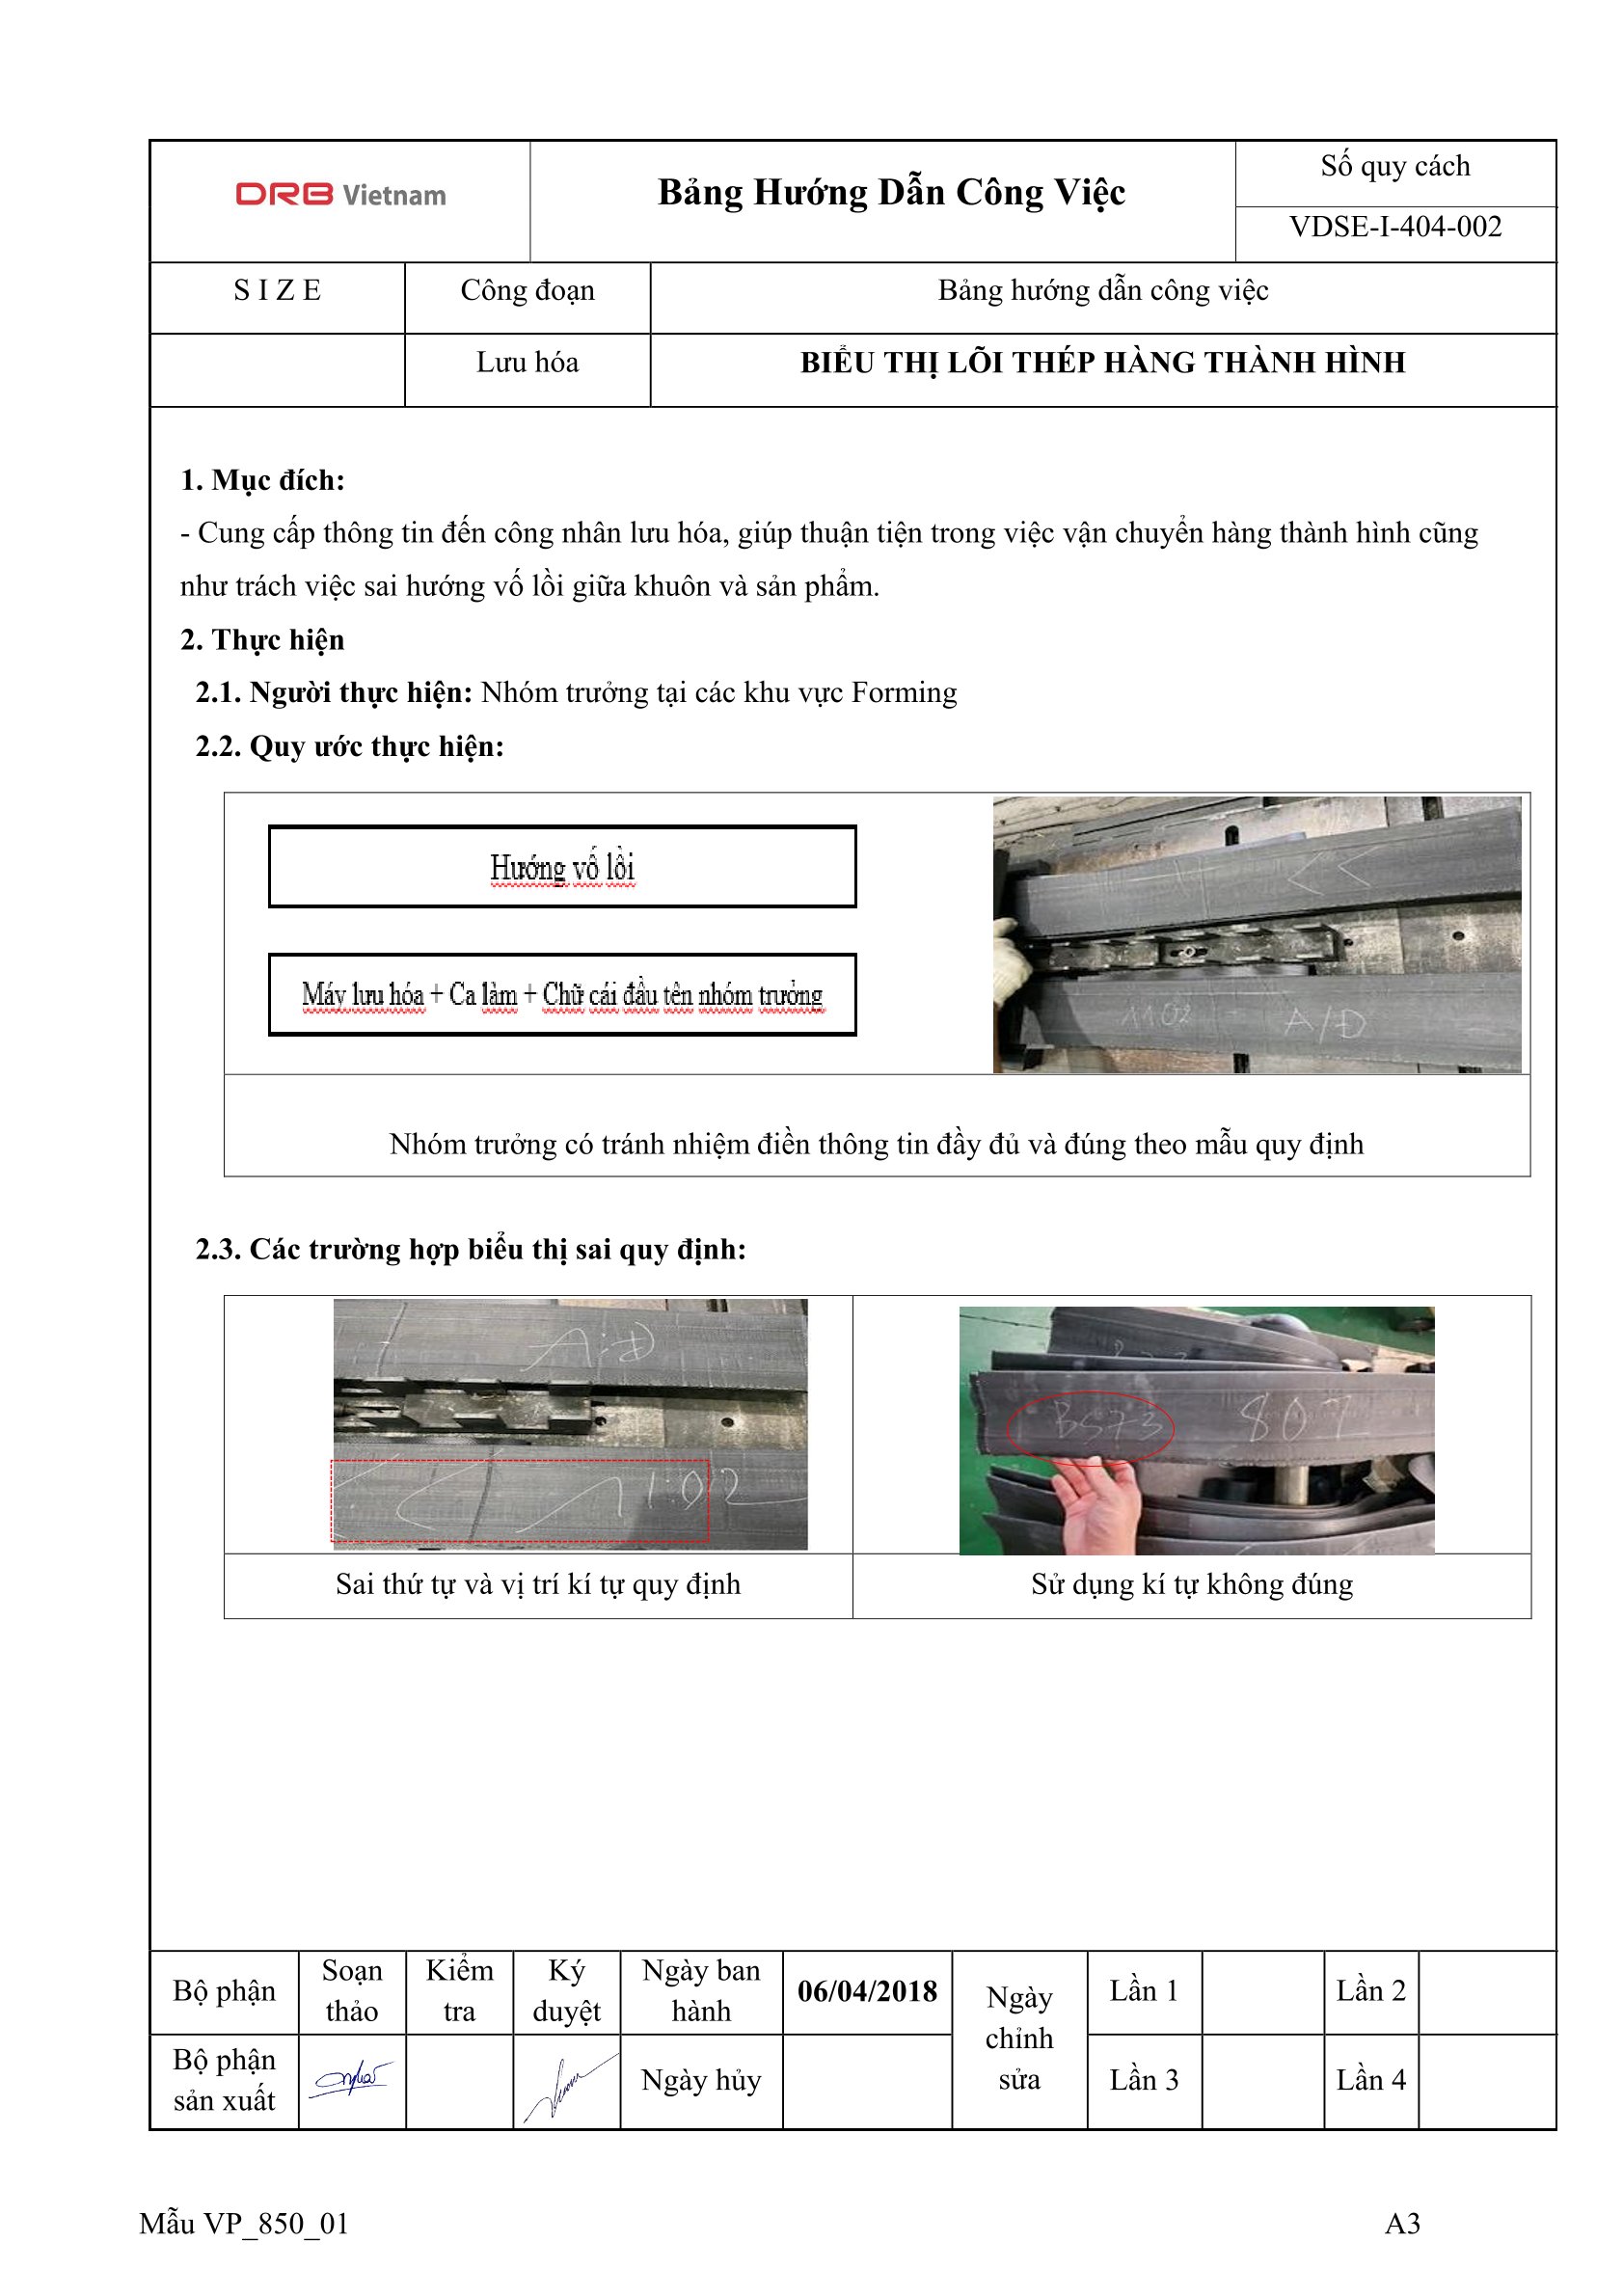 DRB Vietnam
Bảng Hướng Dẫn Công Việc
Số quy cách
VDSE-I-404-002
S I Z E
Công đoạn
Bảng hướng dẫn công việc
Lưu hóa
BIỂU THỊ LÕI THÉP HÀNG THÀNH HÌNH
1. Mục đích:
- Cung cấp thông tin đến công nhân lưu hóa, giúp thuận tiện trong việc vận chuyển hàng thành hình cũng
như trách việc sai hướng vố lồi giữa khuôn và sản phẩm.
2. Thực hiện
2.1. Người thực hiện: Nhóm trưởng tại các khu vực Forming
2.2. Quy ước thực hiện:
Hướng vố lồi
Máy lưu hóa + Ca làm + Chữ cái đầu tên nhóm trưởng
1102 A/Đ
Nhóm trưởng có tránh nhiệm điền thông tin đầy đủ và đúng theo mẫu quy định
2.3. Các trường hợp biểu thị sai quy định:
A:Đ
1:02
BS73 807
Sai thứ tự và vị trí kí tự quy định
Sử dụng kí tự không đúng
Bộ phận
Soạn
thảo
Kiểm
tra
Ký
duyệt
Ngày ban
hành
06/04/2018
Ngày
chỉnh
sửa
Lần 1
Lần 2
Bộ phận
sản xuất
Ngày hủy
Lần 3
Lần 4
Mẫu VP_850_01
A3